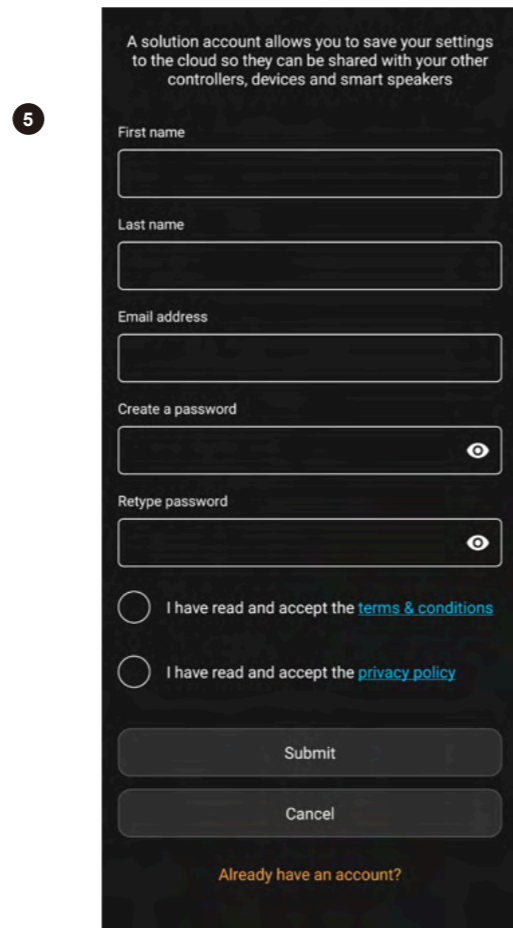 A solution account allows you to save your settings
to the cloud so they can be shared with your other
controllers, devices and smart speakers
5
First name
Last name
Email address
Create a password
Retype password
I have read and accept the terms & conditions
I have read and accept the privacy policy
Submit
Cancel
Already have an account?